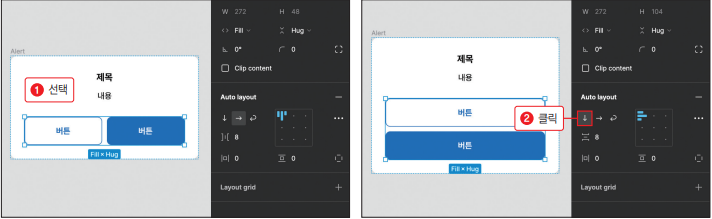 W 272 H 48
Fill Hug
Alert
0° 0
제목
Clip content
1 선택
내용
Auto layout
버튼 버튼
8
Fill × Hug
0 0
Layout grid
W 272 H 104
Fill Hug
Alert
0° 0
제목
Clip content
내용
Auto layout
버튼
2 클릭
8
버튼
0 0
Fill × Hug
Layout grid